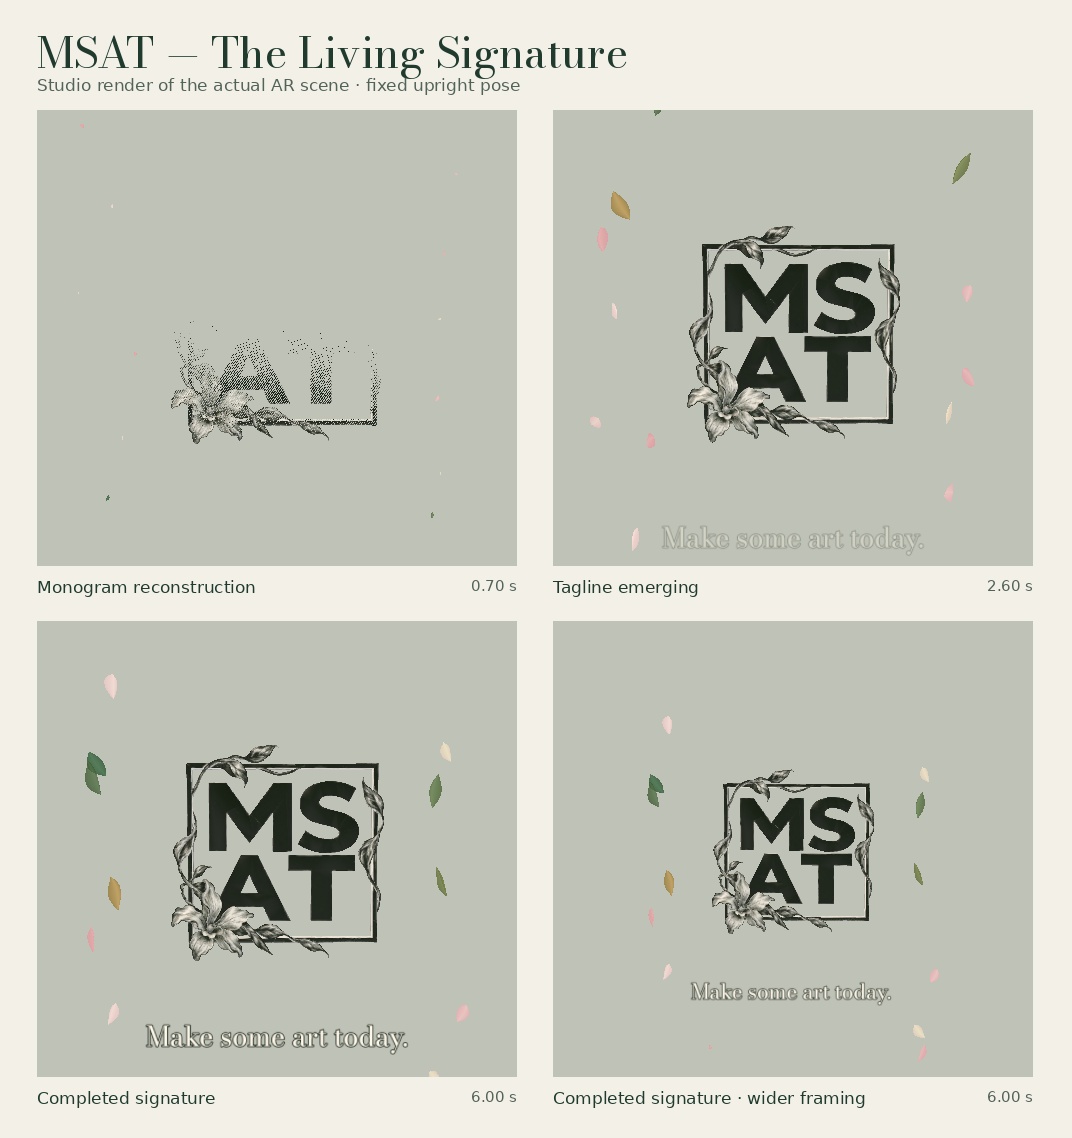 MSAT — The Living Signature
Studio render of the actual AR scene · fixed upright pose
AT
MS
AT
Make some art today.
Monogram reconstruction 0.70 s
Tagline emerging 2.60 s
MS
AT
Make some art today.
MS
AT
Make some art today.
Completed signature 6.00 s
Completed signature · wider framing 6.00 s